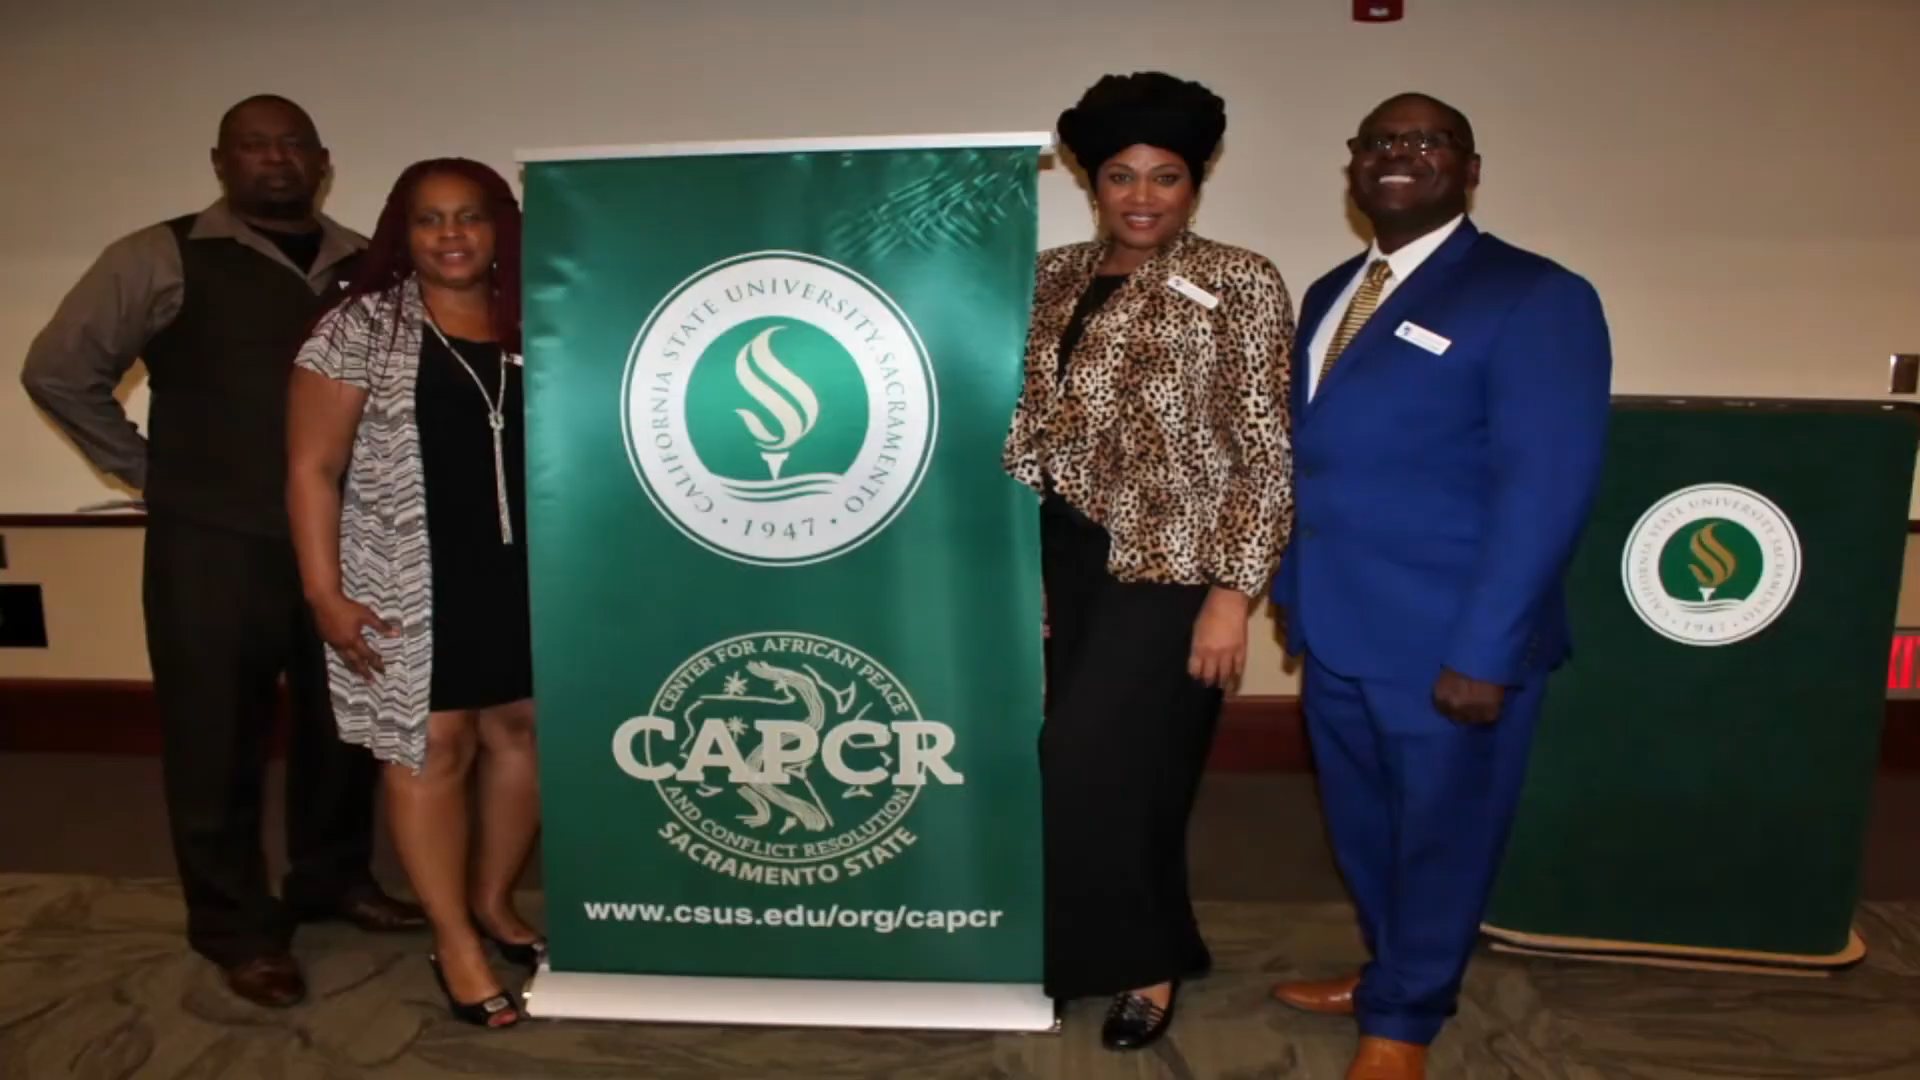 CALIFORNIA STATE UNIVERSITY, SACRAMENTO
• 1947 •
CENTER FOR AFRICAN PEACE
CAPCR
AND CONFLICT RESOLUTION
SACRAMENTO STATE
www.csus.edu/org/capcr
CALIFORNIA STATE UNIVERSITY, SACRAMENTO
• 1947 •